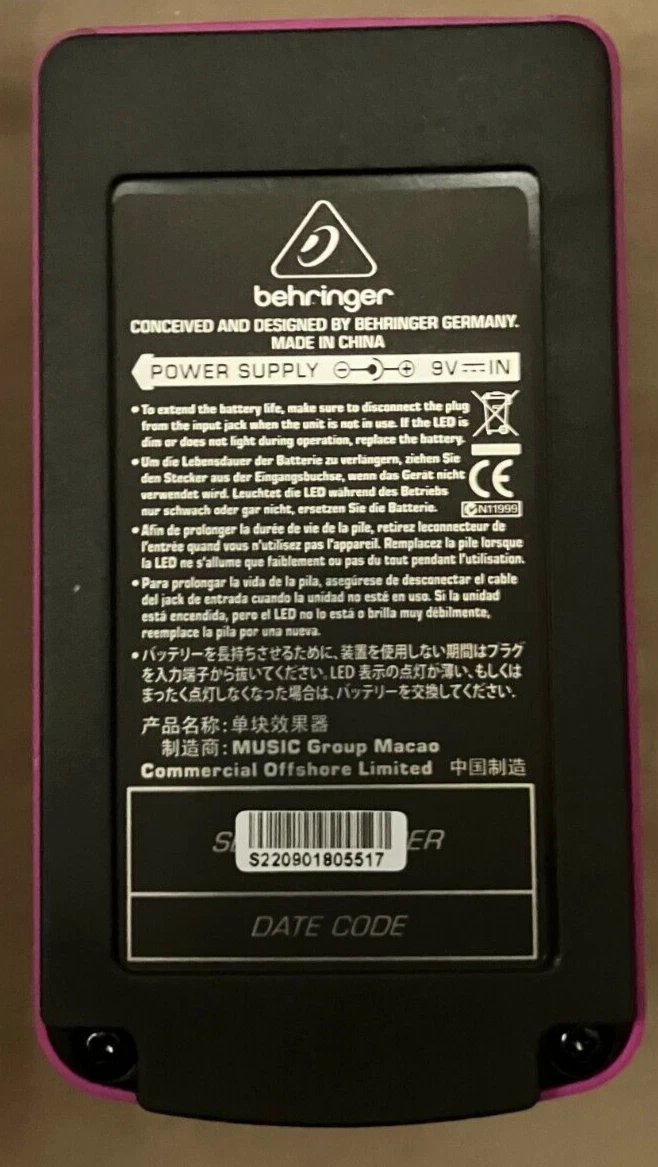 behringer
CONCEIVED AND DESIGNED BY BEHRINGER GERMANY.
MADE IN CHINA
POWER SUPPLY 9V IN
• To extend the battery life, make sure to disconnect the plug
from the input jack when the unit is not in use. If the LED is
dim or does not light during operation, replace the battery.
• Um die Lebensdauer der Batterie zu verlängern, ziehen Sie
den Stecker aus der Eingangsbuchse, wenn das Gerät nicht
verwendet wird. Leuchtet die LED während des Betriebs
nur schwach oder gar nicht, ersetzen Sie die Batterie.
CE
N11999
• Afin de prolonger la durée de vie de la pile, retirez leconnecteur de
l'entrée quand vous n'utilisez pas l'appareil. Remplacez la pile lorsque
la LED ne s'allume que faiblement ou pas du tout pendant l'utilisation.
• Para prolongar la vida de la pila, asegúrese de desconectar el cable
del jack de entrada cuando la unidad no esté en uso. Si la unidad
está encendida, pero el LED no lo está o brilla muy débilmente,
reemplace la pila por una nueva.
• バッテリーを長持ちさせるために、装置を使用しない期間はプラグ
を入力端子から抜いてください。LED 表示の点灯が薄い、もしくは
まったく点灯しなくなった場合は、バッテリーを交換してください。
产品名称:单块效果器
制造商:MUSIC Group Macao
Commercial Offshore Limited 中国制造
S220901805517
DATE CODE